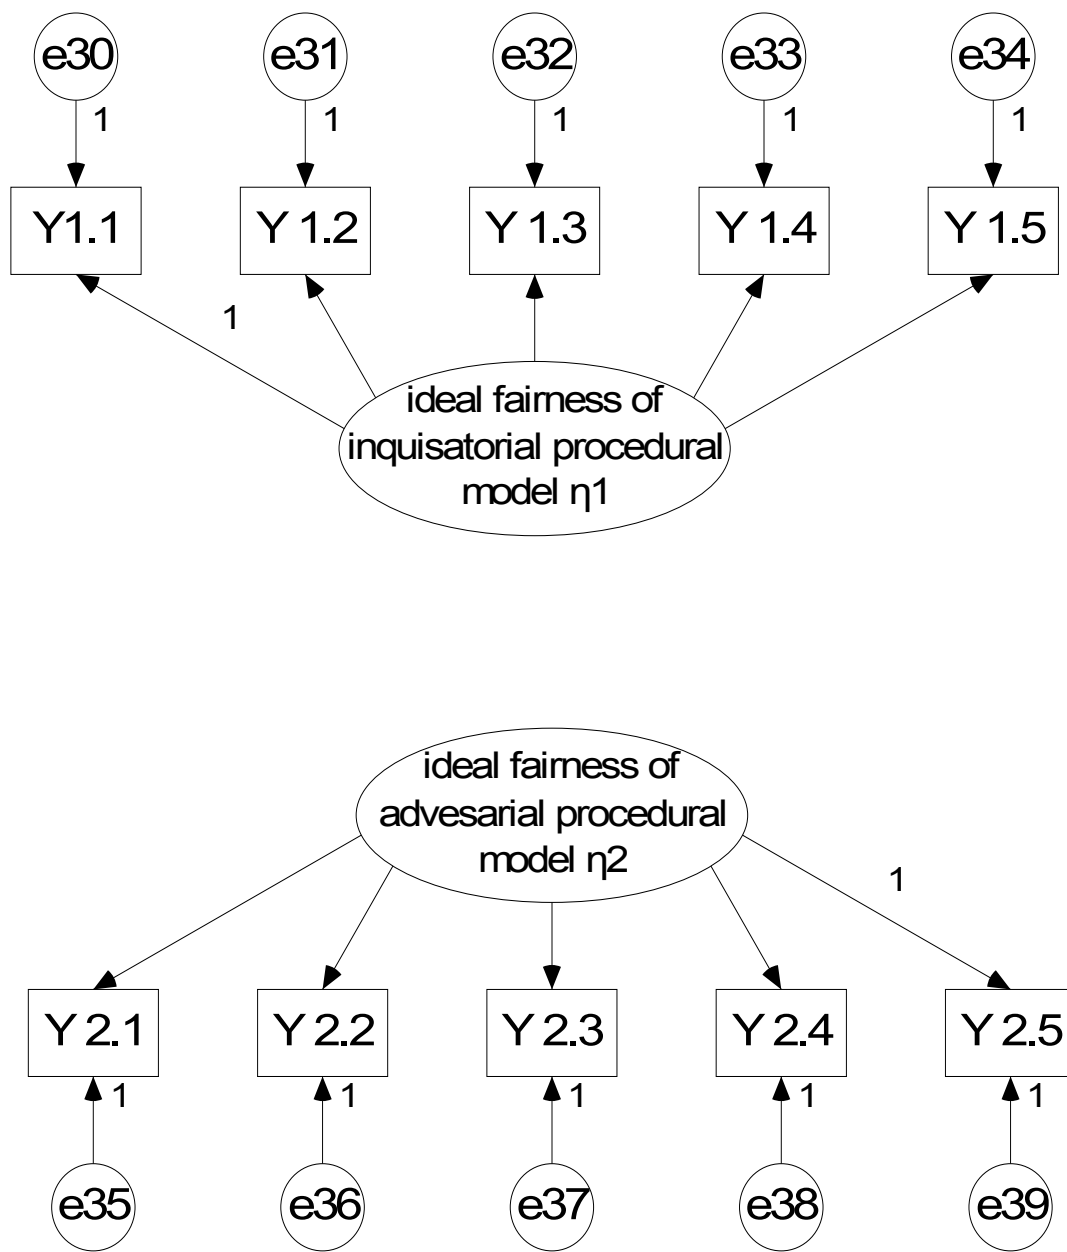 e30 e31 e32 e33 e34
1 1 1 1 1
Y1.1 Y 1.2 Y 1.3 Y 1.4 Y 1.5
1
ideal fairness of
inquisatorial procedural
model η1
ideal fairness of
advesarial procedural
model η2
1
Y 2.1 Y 2.2 Y 2.3 Y 2.4 Y 2.5
1 1 1 1 1
e35 e36 e37 e38 e39